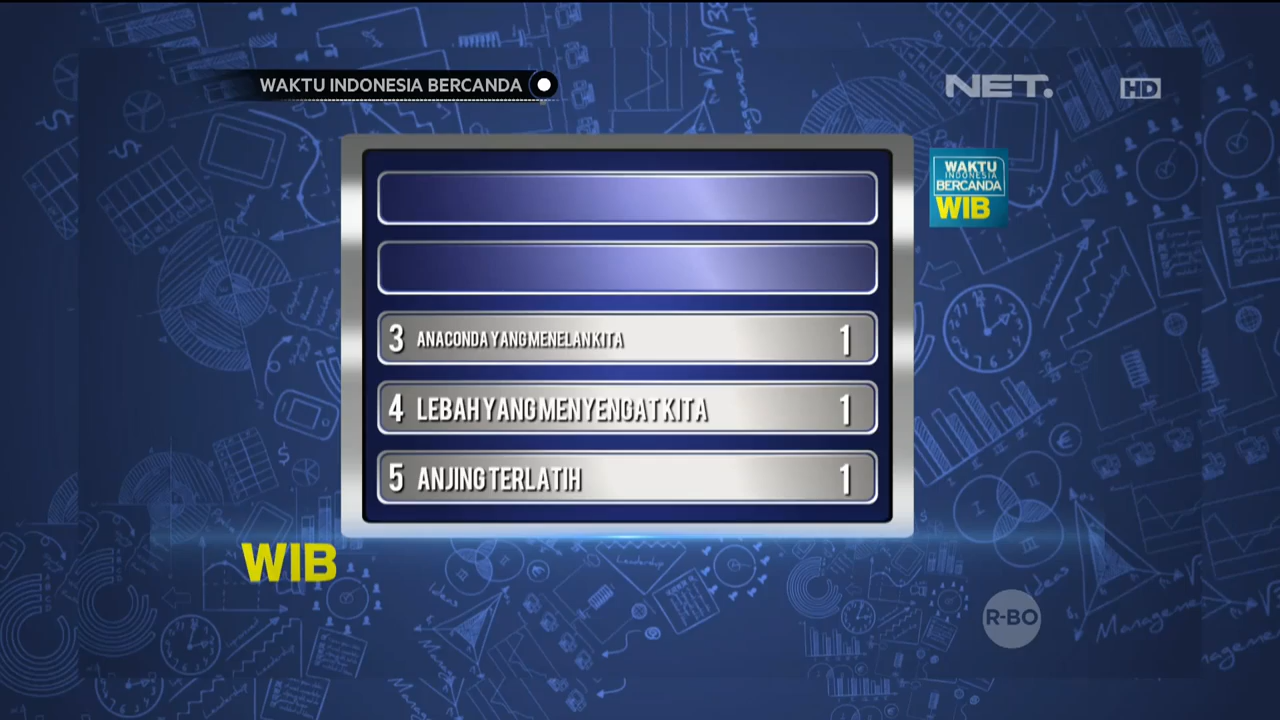 WAKTU INDONESIA BERCANDA
NET.
HD
WAKTU
INDONESIA
BERCANDA
WIB
3 ANACONDA YANG MENELAN KITA 1
4 LEBAH YANG MENYENGAT KITA 1
5 ANJING TERLATIH 1
WIB
R-BO